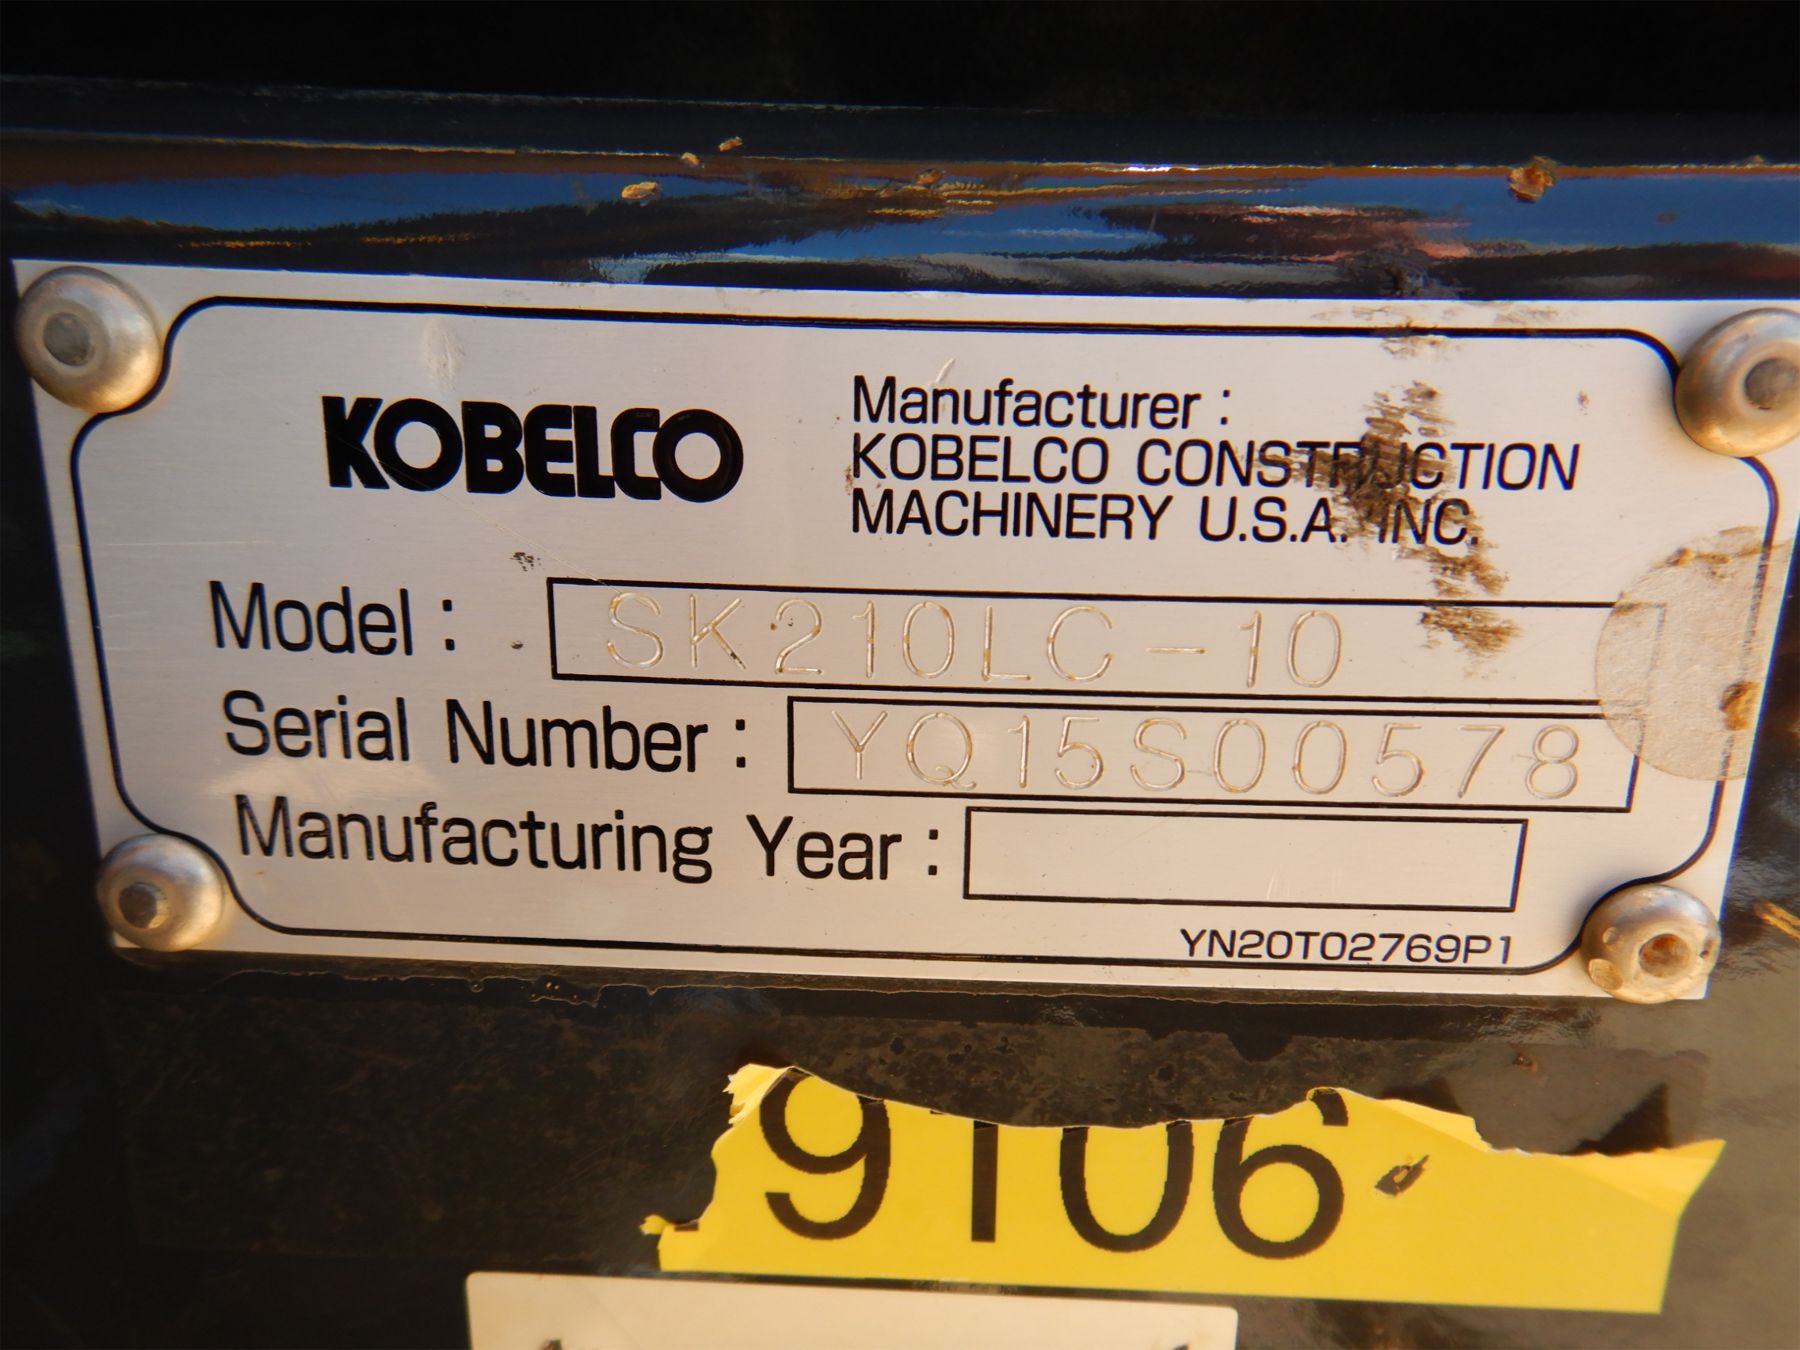 KOBELCO
Manufacturer :
KOBELCO CONSTRUCTION
MACHINERY U.S.A. INC.
Model : SK210LC-10
Serial Number : YQ15S00578
Manufacturing Year :
YN20T02769P1
9106